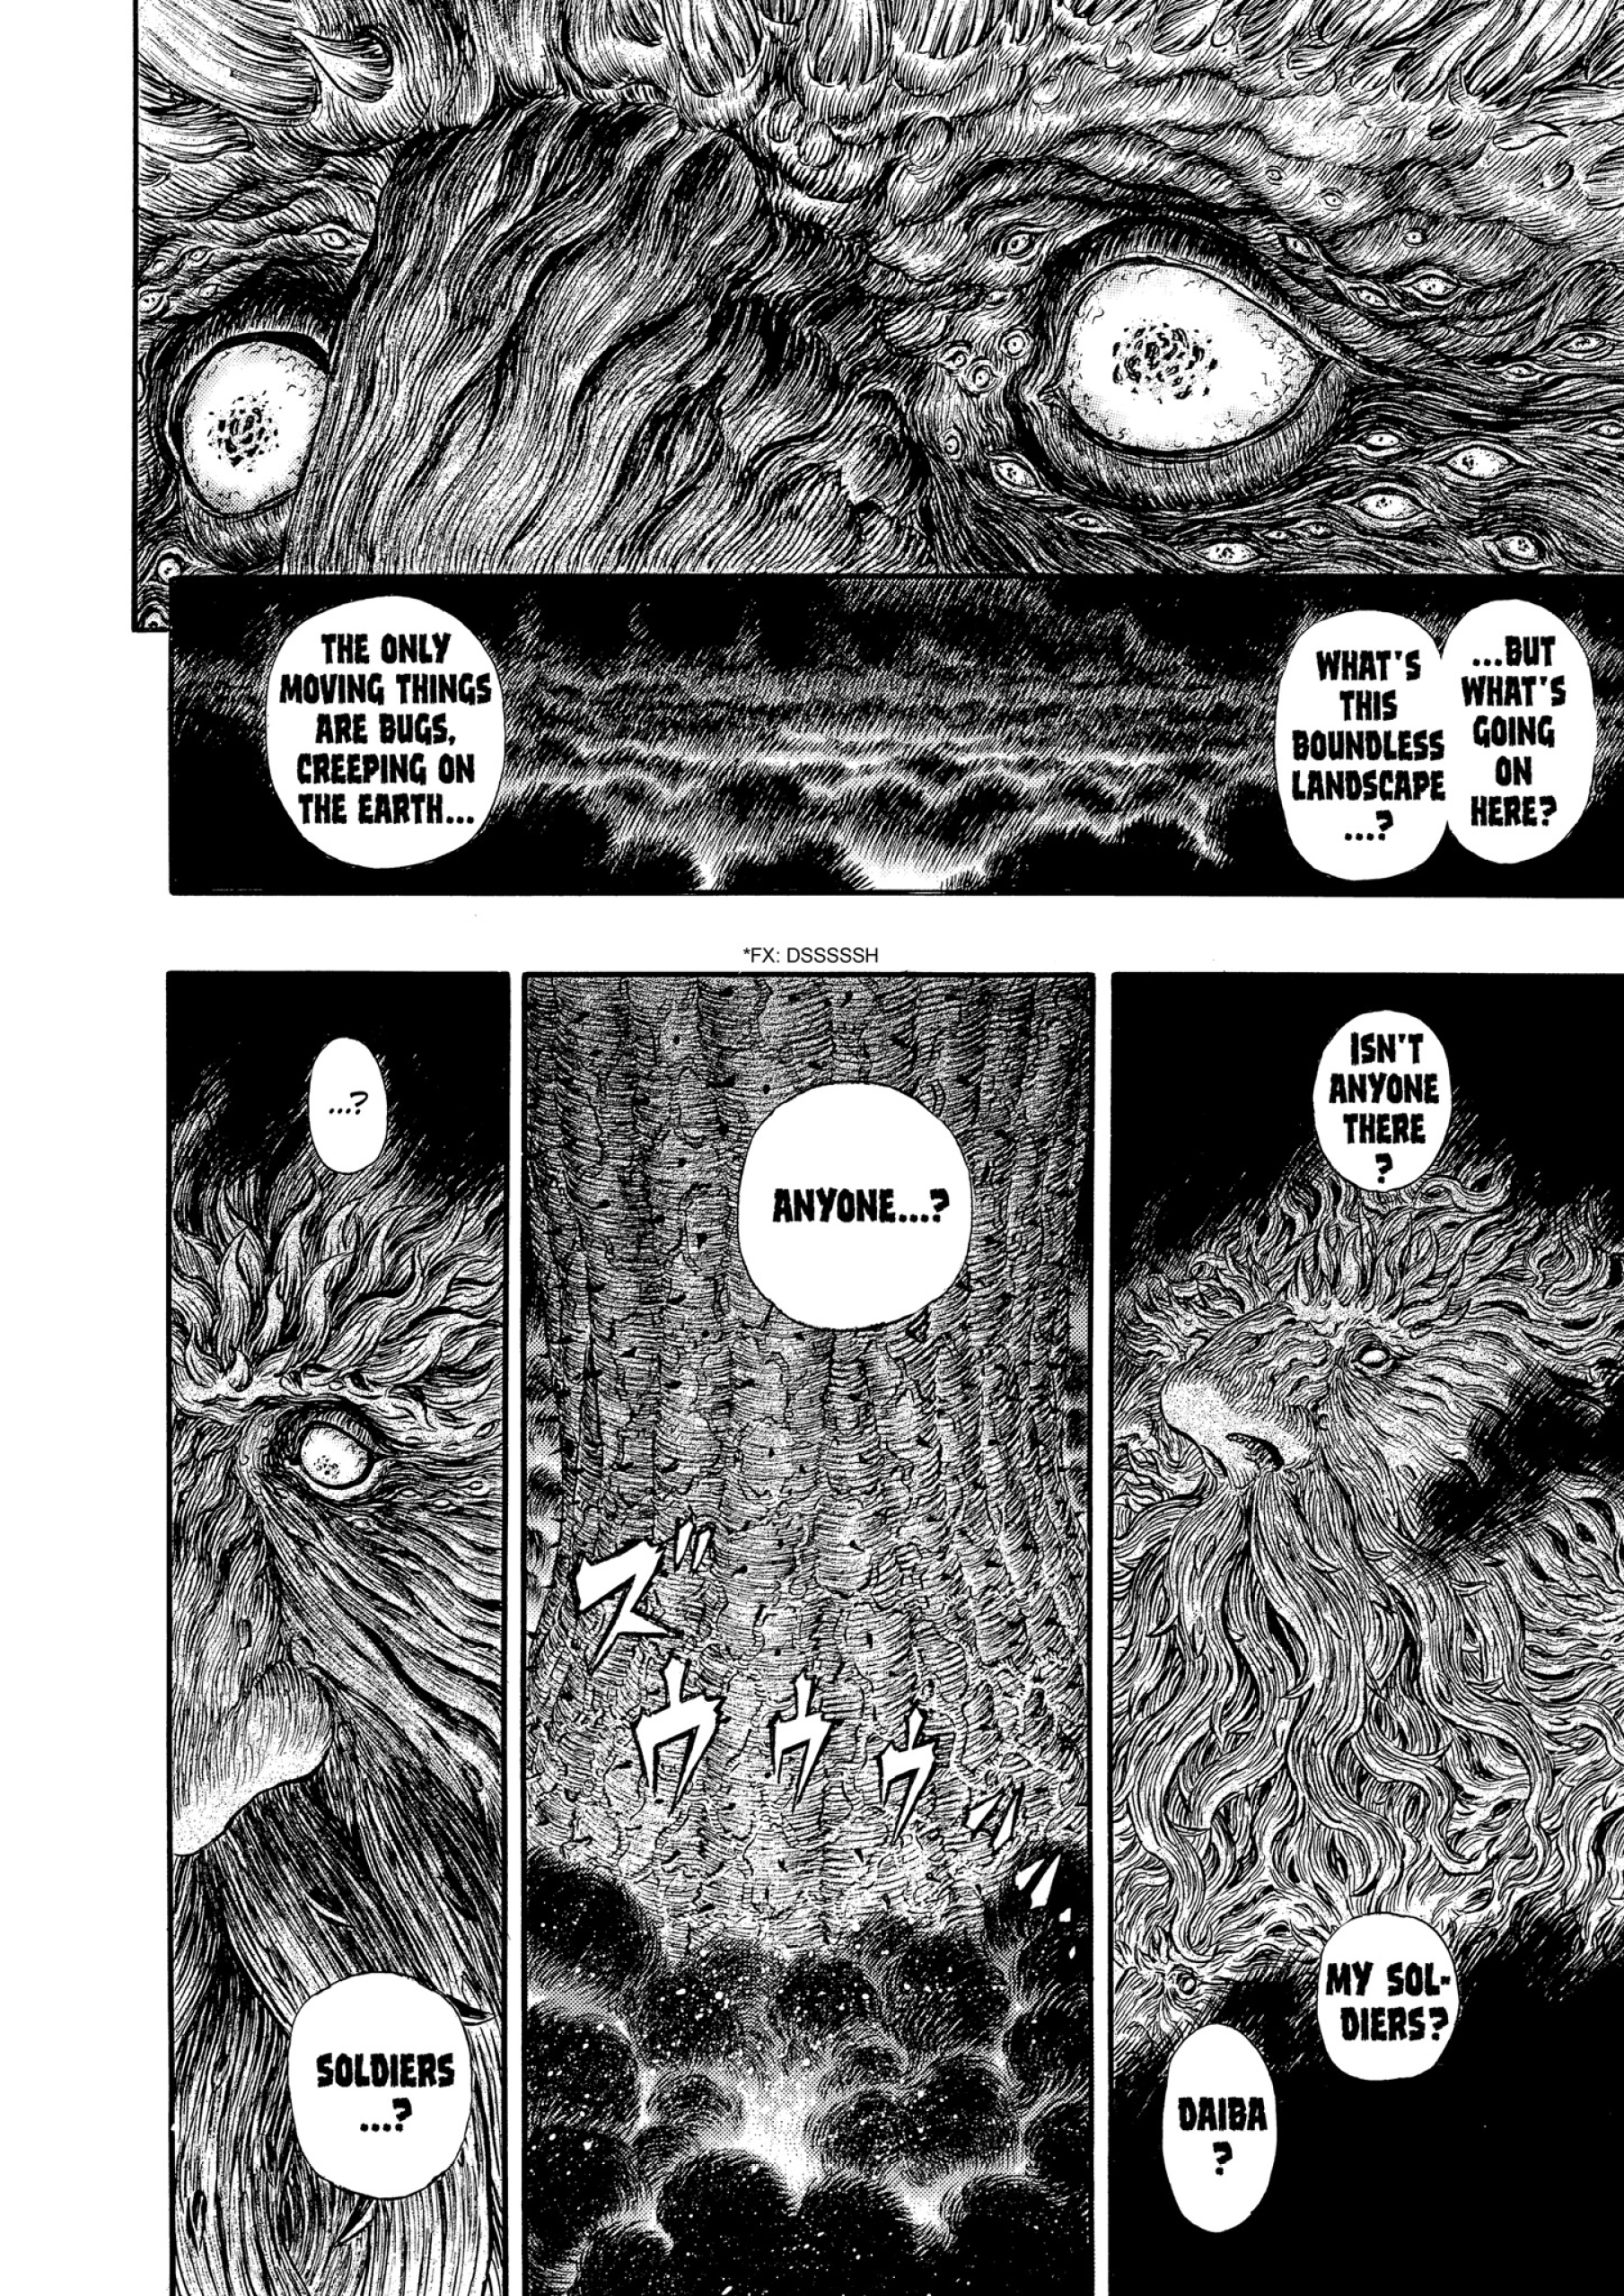 ...BUT
WHAT'S
GOING
ON
HERE?
WHAT'S
THIS
BOUNDLESS
LANDSCAPE
....?
THE ONLY
MOVING THINGS
ARE BUGS,
CREEPING ON
THE EARTH...
*FX: DSSSSSH
ISN'T
ANYONE
THERE
?
MY SOL-
DIERS?
DAIBA
?
ANYONE....?
ズウウウ
...?
SOLDIERS
....?